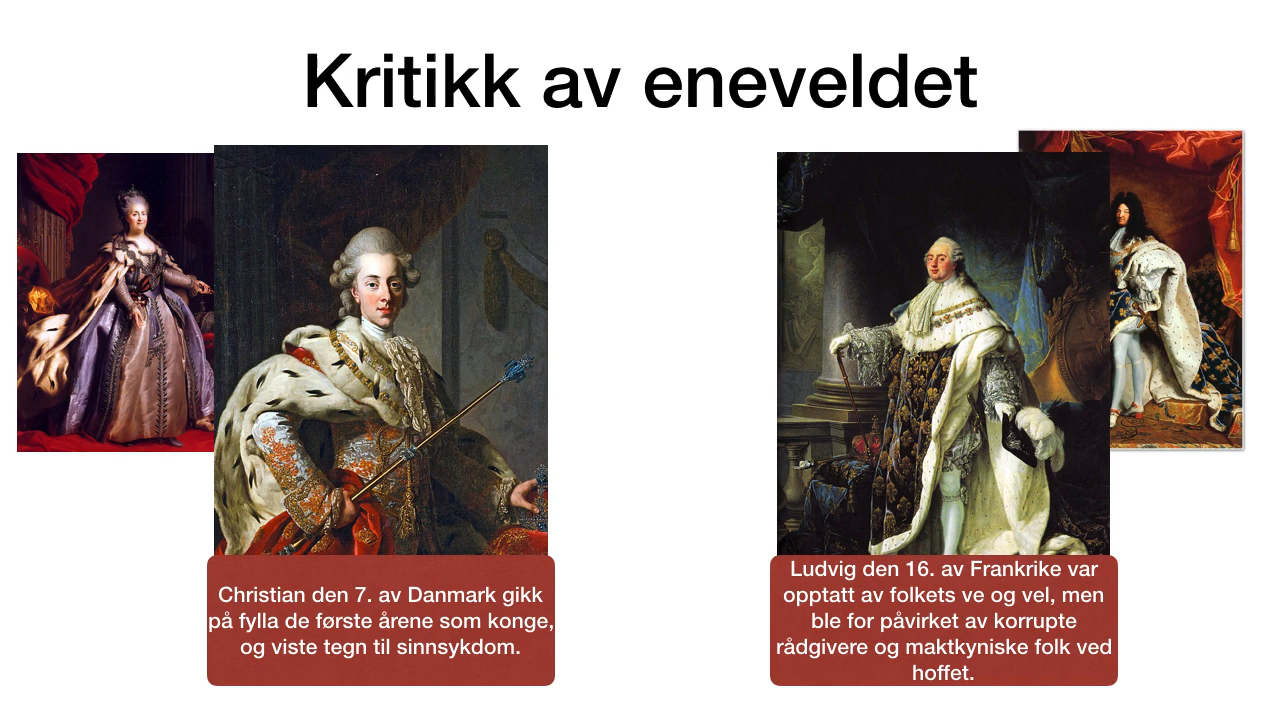 Kritikk av eneveldet
Christian den 7. av Danmark gikk
på fylla de første årene som konge,
og viste tegn til sinnsykdom.
Ludvig den 16. av Frankrike var
opptatt av folkets ve og vel, men
ble for påvirket av korrupte
rådgivere og maktkyniske folk ved
hoffet.